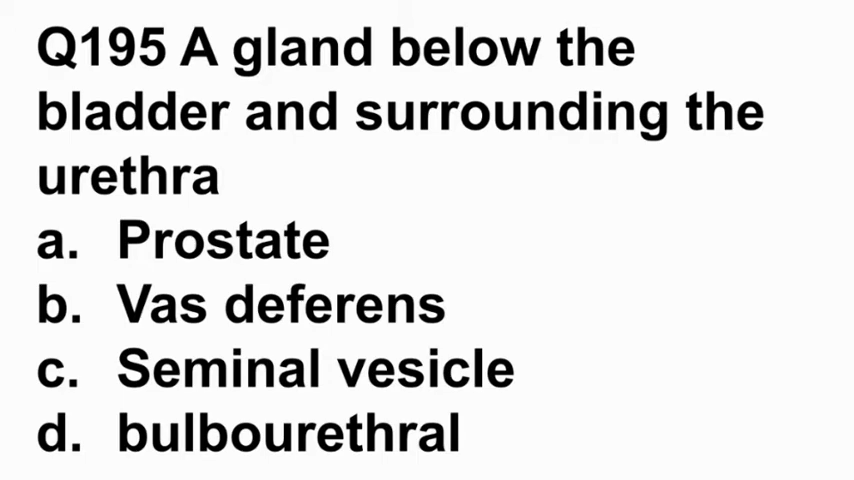 Q195 A gland below the
bladder and surrounding the
urethra
a. Prostate
b. Vas deferens
c. Seminal vesicle
d. bulbourethral